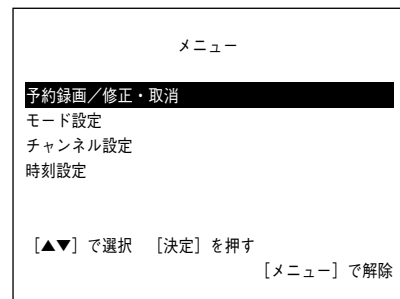 メニュー
予約録画／修正・取消
モード設定
チャンネル設定
時刻設定
［▲▼］で選択　［決定］を押す
［メニュー］で解除